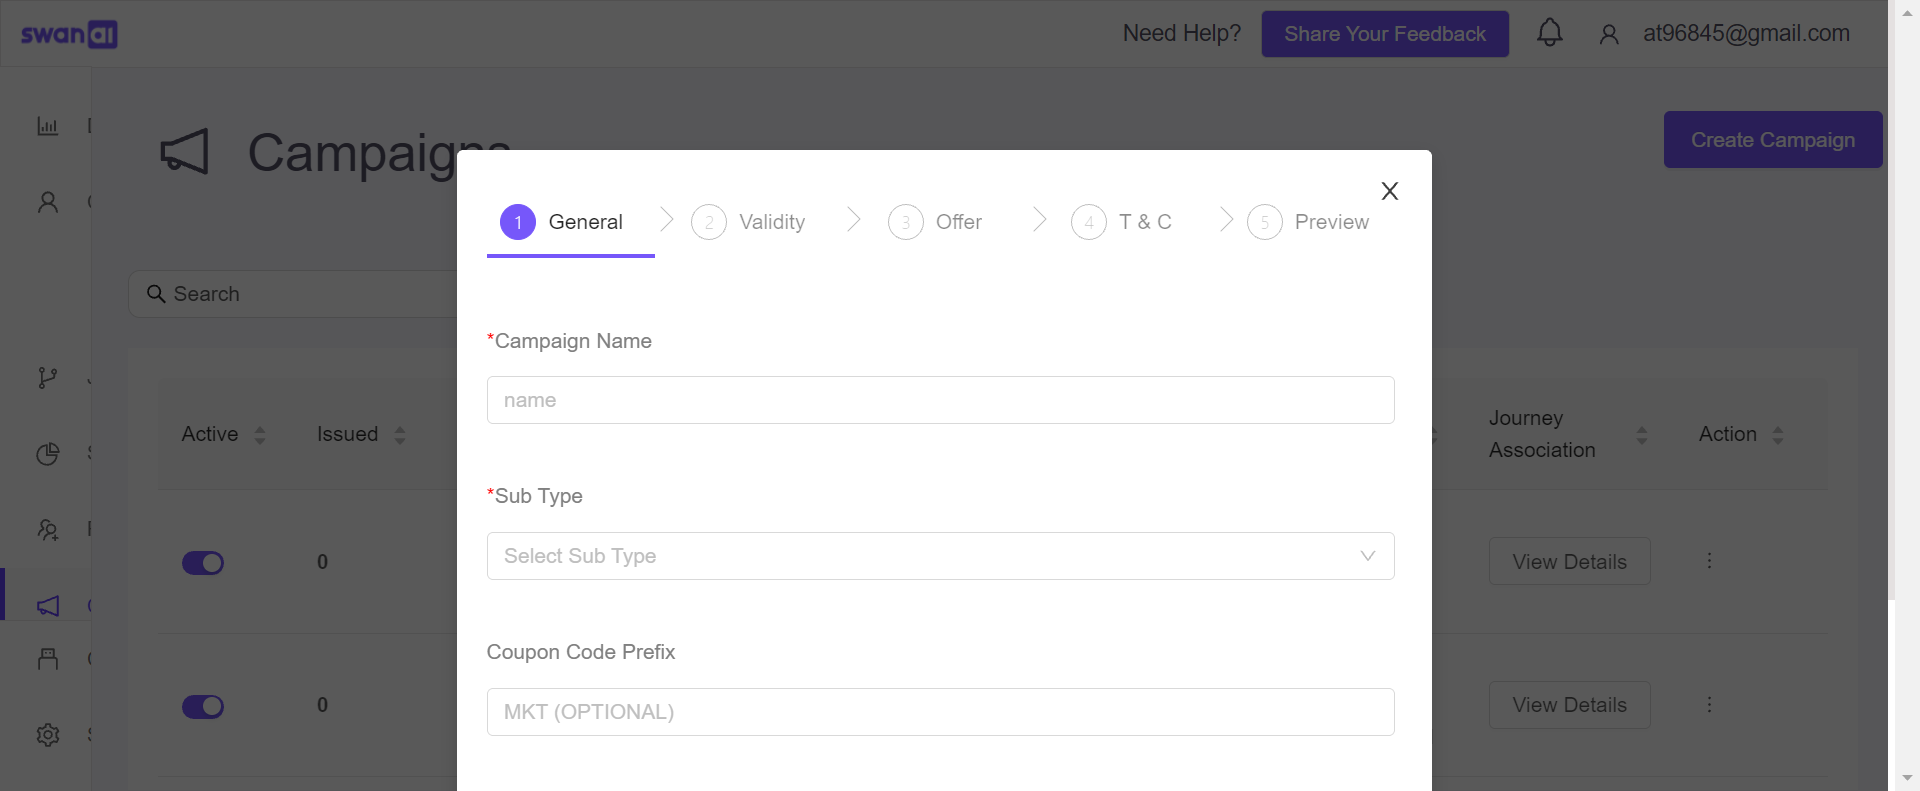 swan ai
Need Help?
Share Your Feedback
at96845@gmail.com
Campaigns
Create Campaign
1 General
2 Validity
3 Offer
4 T & C
5 Preview
Search
*Campaign Name
name
Active
Issued
Journey
Association
Action
*Sub Type
Select Sub Type
0
View Details
Coupon Code Prefix
MKT (OPTIONAL)
0
View Details